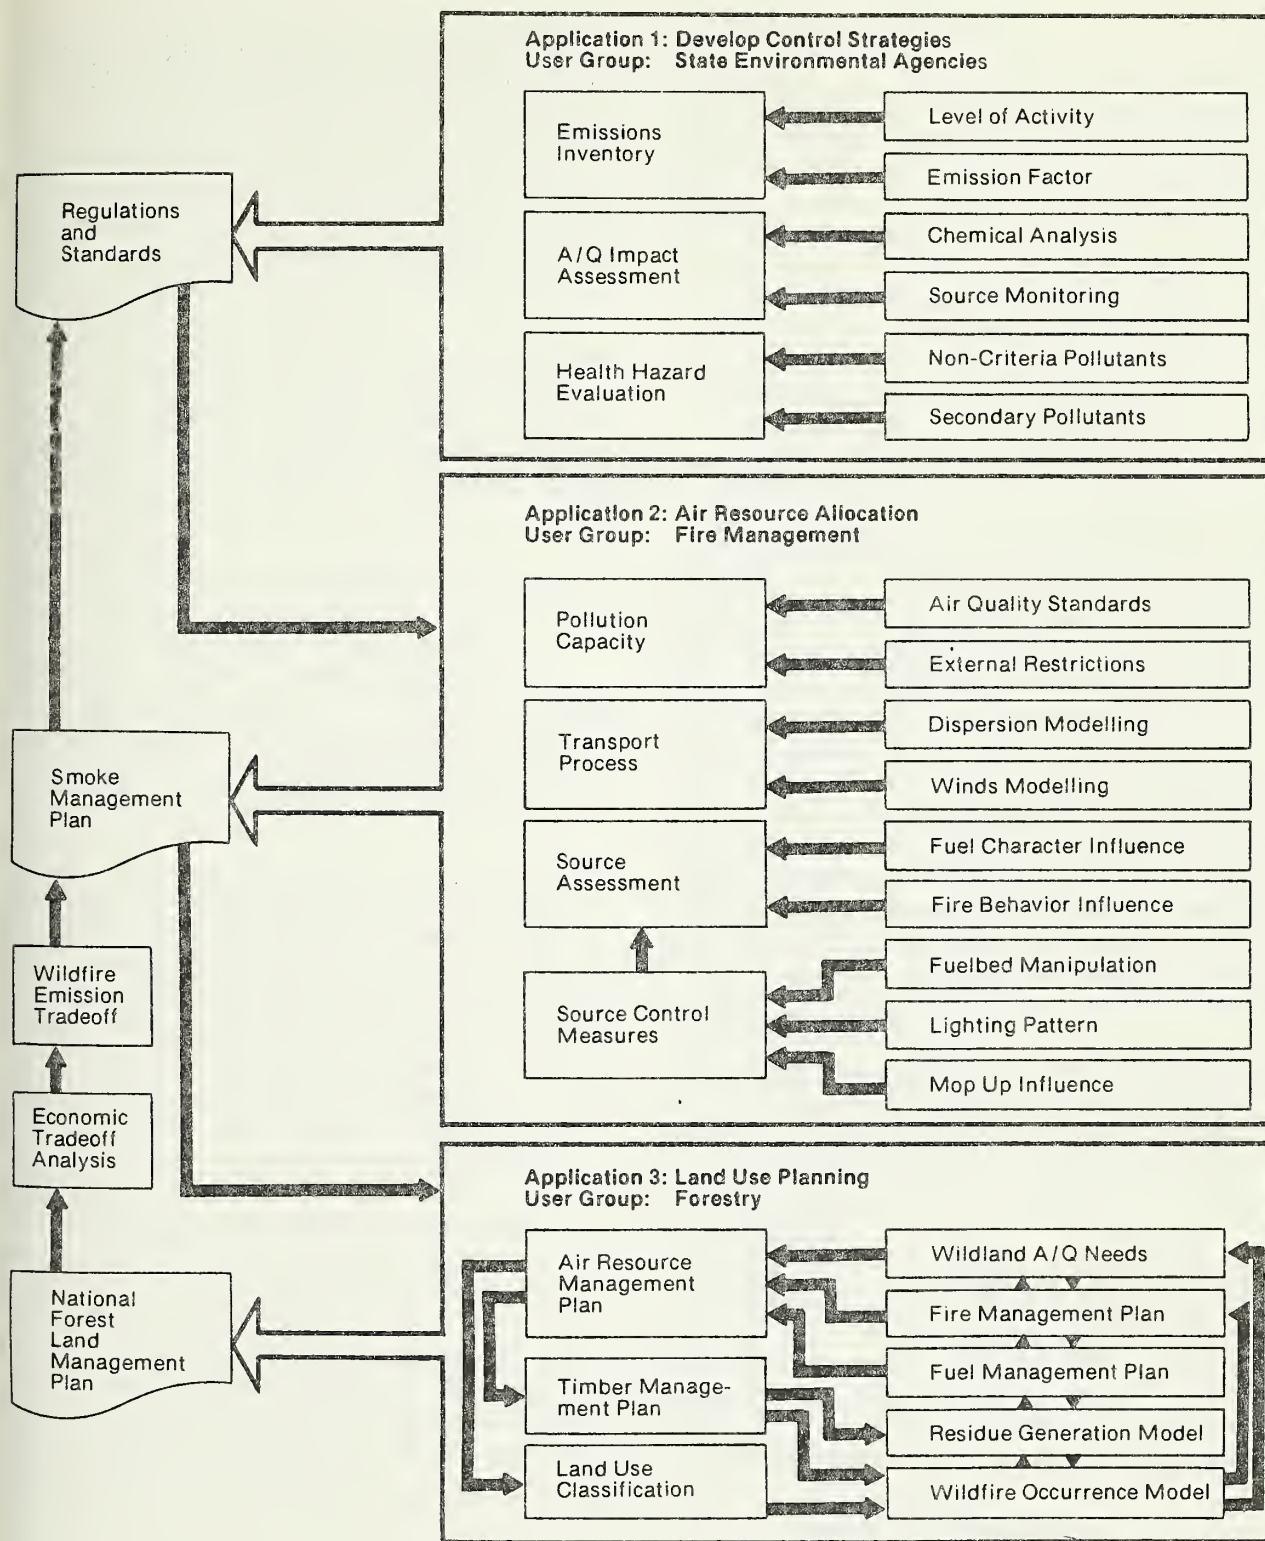 Application 1: Develop Control Strategies
User Group: State Environmental Agencies
Emissions
Inventory
Level of Activity
Emission Factor
A/Q Impact
Assessment
Chemical Analysis
Source Monitoring
Health Hazard
Evaluation
Non-Criteria Pollutants
Secondary Pollutants
Regulations
and
Standards
Application 2: Air Resource Allocation
User Group: Fire Management
Pollution
Capacity
Air Quality Standards
External Restrictions
Transport
Process
Dispersion Modelling
Winds Modelling
Source
Assessment
Fuel Character Influence
Fire Behavior Influence
Source Control
Measures
Fuelbed Manipulation
Lighting Pattern
Mop Up Influence
Smoke
Management
Plan
Wildfire
Emission
Tradeoff
Economic
Tradeoff
Analysis
Application 3: Land Use Planning
User Group: Forestry
Air Resource
Management
Plan
Wildland A/Q Needs
Fire Management Plan
Fuel Management Plan
Timber Manage-
ment Plan
Residue Generation Model
Land Use
Classification
Wildfire Occurrence Model
National
Forest
Land
Management
Plan